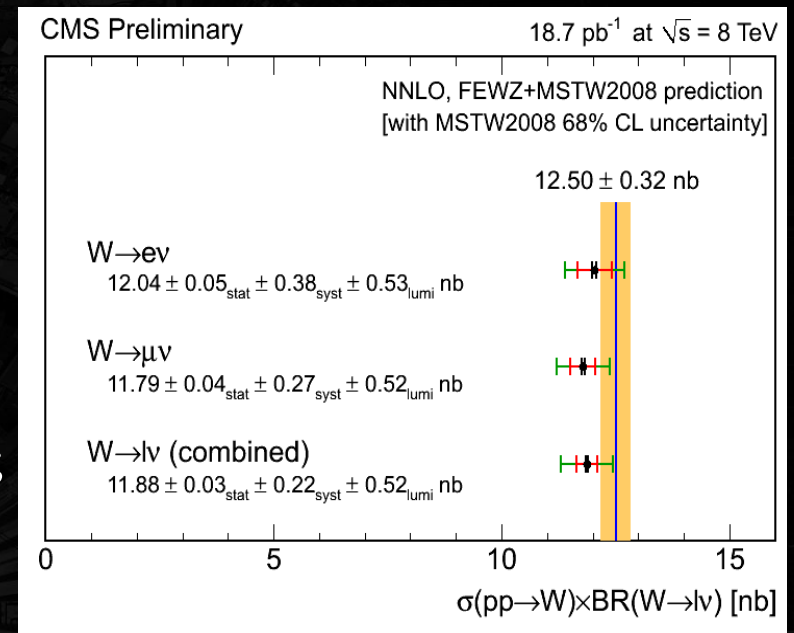 CMS Preliminary 18.7 pb⁻¹ at √s = 8 TeV
NNLO, FEWZ+MSTW2008 prediction
[with MSTW2008 68% CL uncertainty]
12.50 ± 0.32 nb
W→eν
12.04 ± 0.05stat ± 0.38syst ± 0.53lumi nb
W→μν
11.79 ± 0.04stat ± 0.27syst ± 0.52lumi nb
W→lν (combined)
11.88 ± 0.03stat ± 0.22syst ± 0.52lumi nb
0 5 10 15
σ(pp→W)×BR(W→lν) [nb]